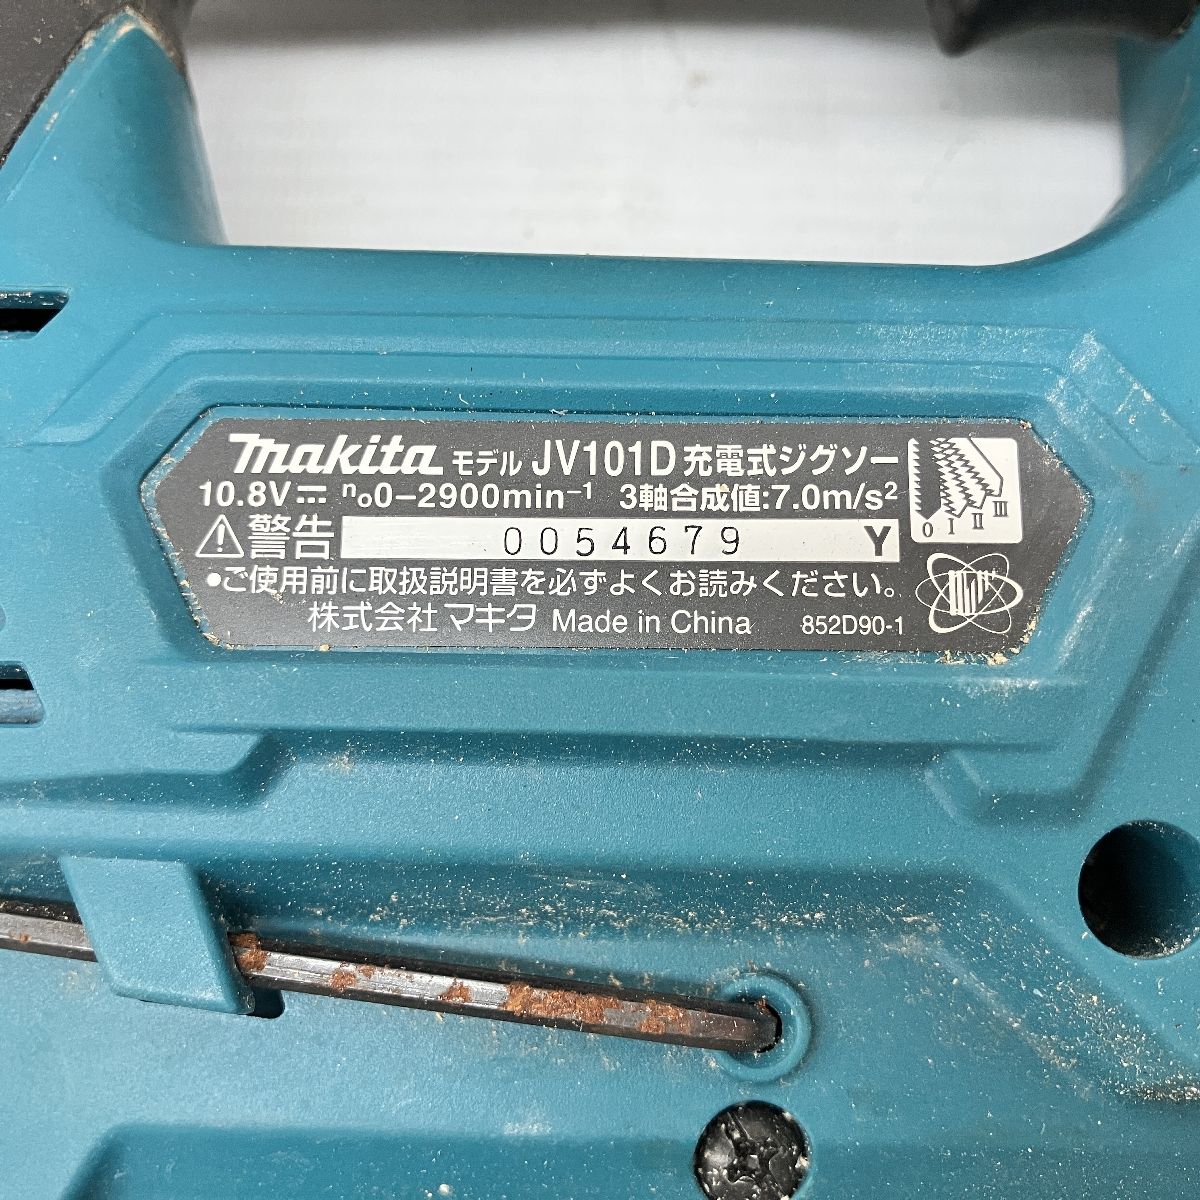 makita モデル JV101D 充電式ジグソー
10.8V⎓ n₀0-2900min⁻¹ 3軸合成値:7.0m/s²
⚠警告 0054679 Y
•ご使用前に取扱説明書を必ずよくお読みください。
株式会社 マキタ Made in China 852D90-1
0 I II III